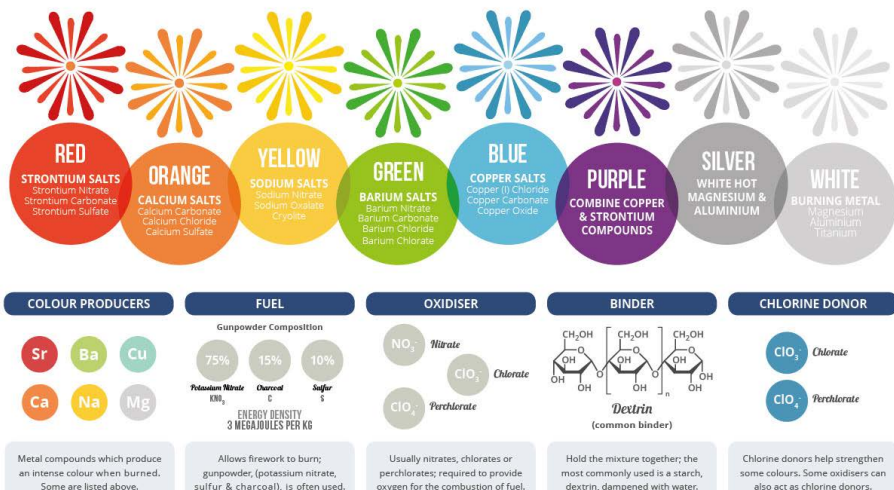 RED
STRONTIUM SALTS
Strontium Nitrate
Strontium Carbonate
Strontium Sulfate
ORANGE
CALCIUM SALTS
Calcium Carbonate
Calcium Chloride
Calcium Sulfate
YELLOW
SODIUM SALTS
Sodium Nitrate
Sodium Oxalate
Cryolite
GREEN
BARIUM SALTS
Barium Nitrate
Barium Carbonate
Barium Chloride
Barium Chlorate
BLUE
COPPER SALTS
Copper (I) Chloride
Copper Carbonate
Copper Oxide
PURPLE
COMBINE COPPER
& STRONTIUM
COMPOUNDS
SILVER
WHITE HOT
MAGNESIUM &
ALUMINIUM
WHITE
BURNING METAL
Magnesium
Aluminium
Titanium
COLOUR PRODUCERS
Sr Ba Cu
Ca Na Mg
Metal compounds which produce
an intense colour when burned.
Some are listed above.
FUEL
Gunpowder Composition
75% 15% 10%
Potassium Nitrate Charcoal Sulfur
KNO₃ C S
ENERGY DENSITY
3 MEGAJOULES PER KG
Allows firework to burn;
gunpowder, (potassium nitrate,
sulfur & charcoal), is often used.
OXIDISER
NO₃⁻ Nitrate
ClO₃⁻ Chlorate
ClO₄⁻ Perchlorate
Usually nitrates, chlorates or
perchlorates; required to provide
oxygen for the combustion of fuel.
BINDER
CH₂OH CH₂OH CH₂OH
O O O
OH OH OH
OH O O OH
OH OH OH
n
Dextrin
(common binder)
Hold the mixture together; the
most commonly used is a starch,
dextrin, dampened with water.
CHLORINE DONOR
ClO₃⁻ Chlorate
ClO₄⁻ Perchlorate
Chlorine donors help strengthen
some colours. Some oxidisers can
also act as chlorine donors.